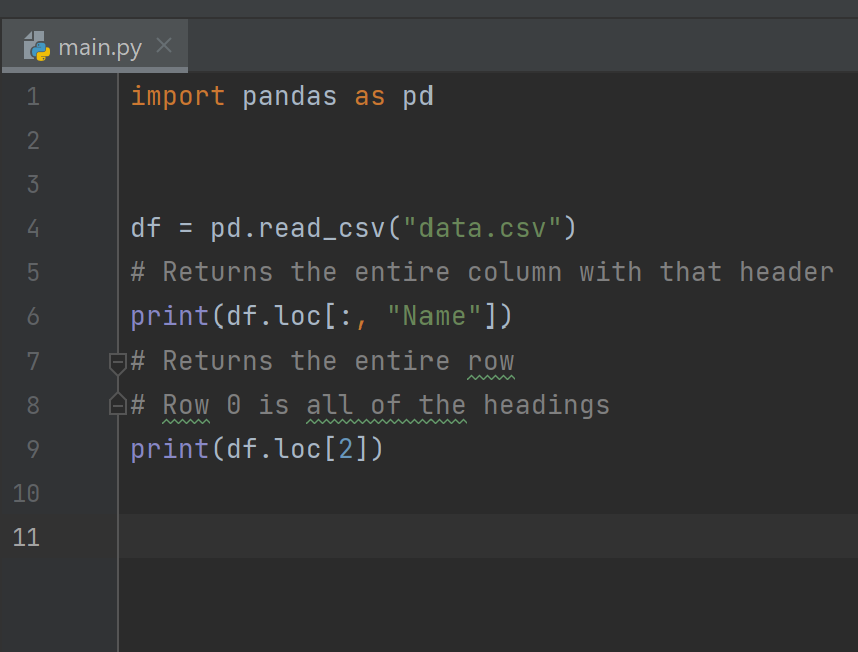 main.py
1 import pandas as pd
2
3
4 df = pd.read_csv("data.csv")
5 # Returns the entire column with that header
6 print(df.loc[:, "Name"])
7 # Returns the entire row
8 # Row 0 is all of the headings
9 print(df.loc[2])
10
11